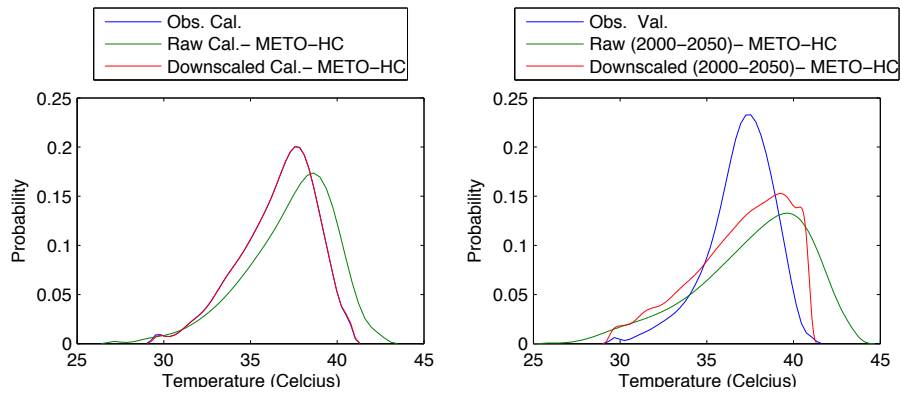 Obs. Cal.
Raw Cal.– METO–HC
Downscaled Cal.– METO–HC
0.25
0.2
0.15
0.1
0.05
0
Probability
25
30
35
40
45
Temperature (Celcius)
Obs. Val.
Raw (2000–2050)– METO–HC
Downscaled (2000–2050)– METO–HC
0.25
0.2
0.15
0.1
0.05
0
Probability
25
30
35
40
45
Temperature (Celcius)